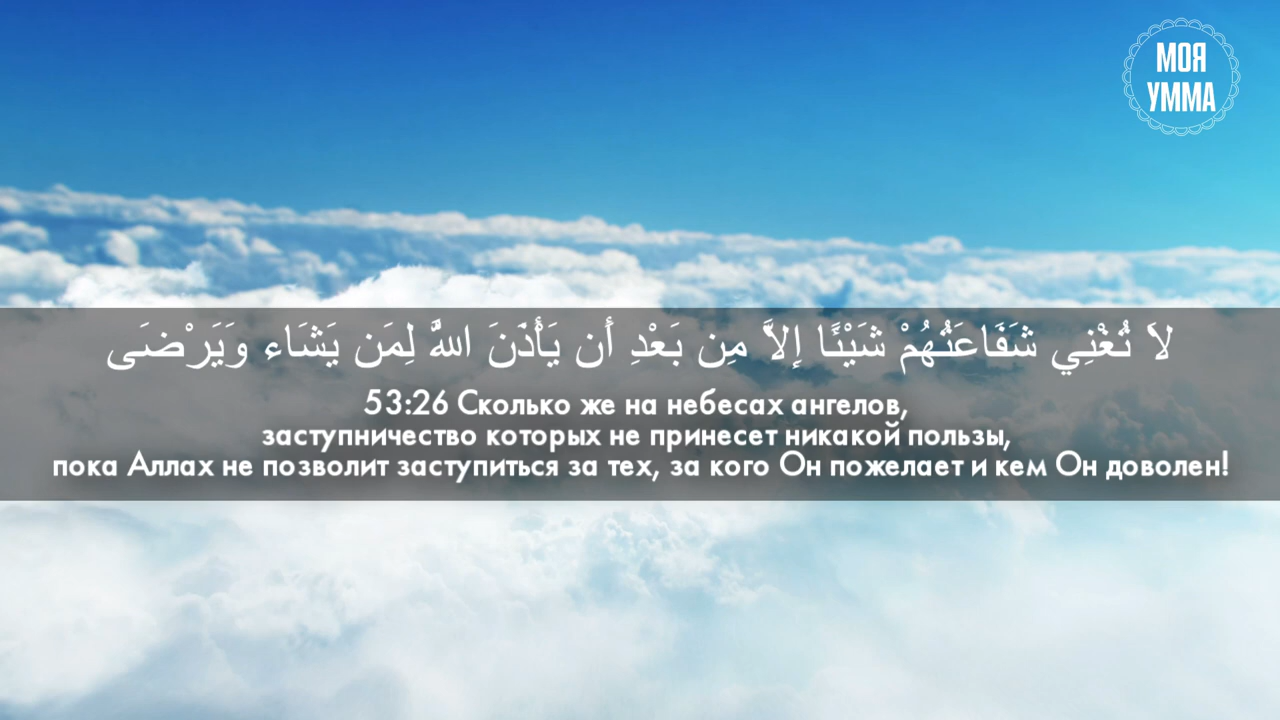 МОЯ
УММА
لاَ تُغْنِي شَفَاعَتُهُمْ شَيْئًا إِلاَّ مِن بَعْدِ أَن يَأْذَنَ اللَّهُ لِمَن يَشَاء وَيَرْضَى
53:26 Сколько же на небесах ангелов,
заступничество которых не принесет никакой пользы,
пока Аллах не позволит заступиться за тех, за кого Он пожелает и кем Он доволен!